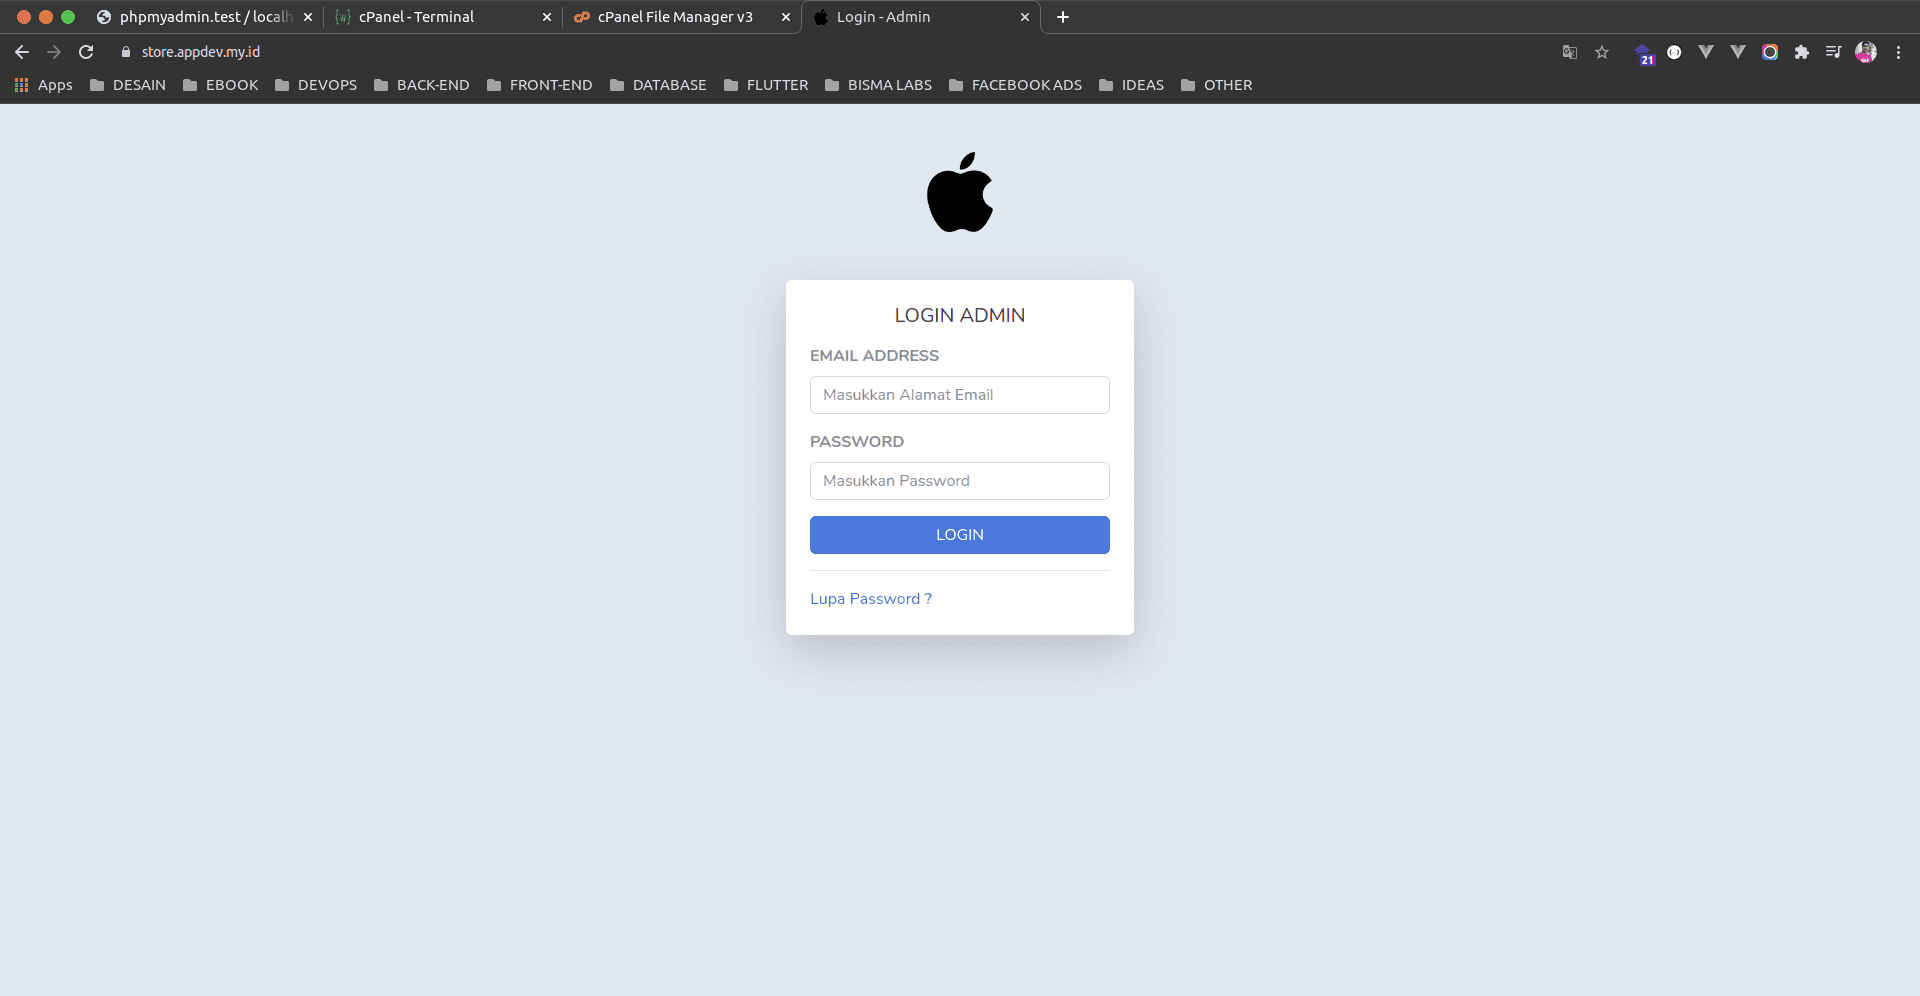 phpmyadmin.test / localh
cPanel - Terminal
cPanel File Manager v3
Login - Admin
store.appdev.my.id
21
Apps
DESAIN
EBOOK
DEVOPS
BACK-END
FRONT-END
DATABASE
FLUTTER
BISMA LABS
FACEBOOK ADS
IDEAS
OTHER
LOGIN ADMIN
EMAIL ADDRESS
Masukkan Alamat Email
PASSWORD
Masukkan Password
LOGIN
Lupa Password ?